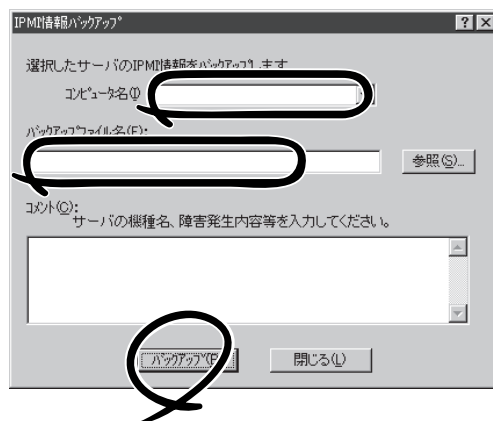 IPMI情報バックアップ
選択したサーバのIPMI情報をバックアップします
コンピュータ名(I)
バックアップファイル名(F):
参照(S)...
コメント(C):
サーバの機種名、障害発生内容等を入力してください。
バックアップ(
閉じる(L)